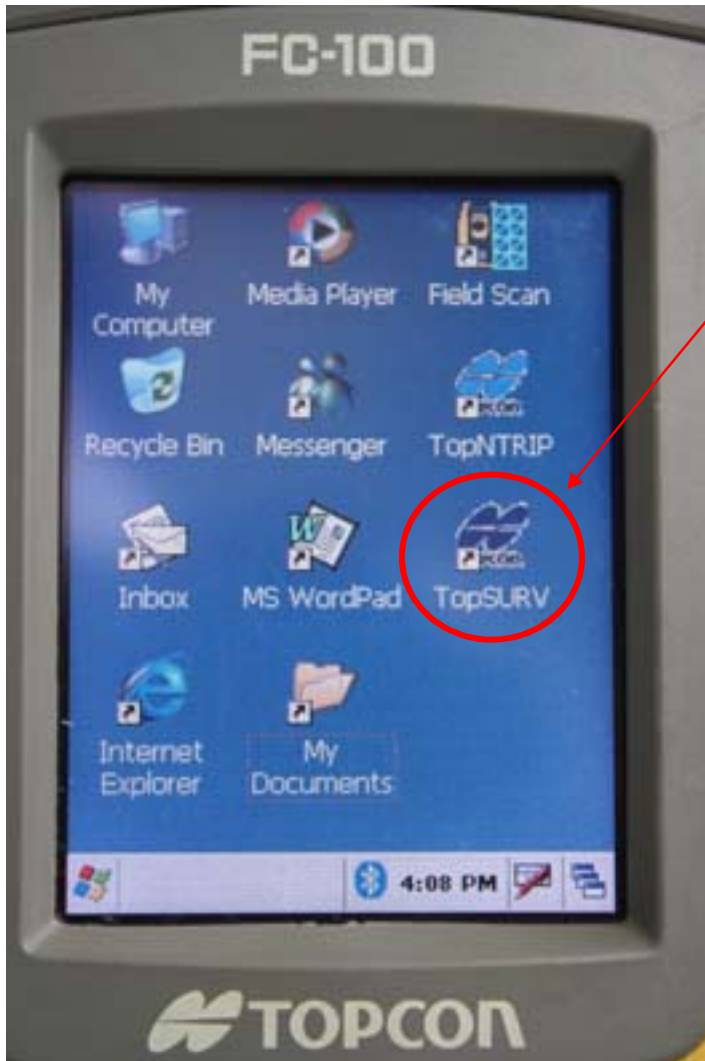 FC-100
My
Computer
Media Player
Field Scan
Recycle Bin
Messenger
TopNTRIP
Inbox
MS WordPad
TopSURV
Internet
Explorer
My
Documents
4:08 PM
TOPCON